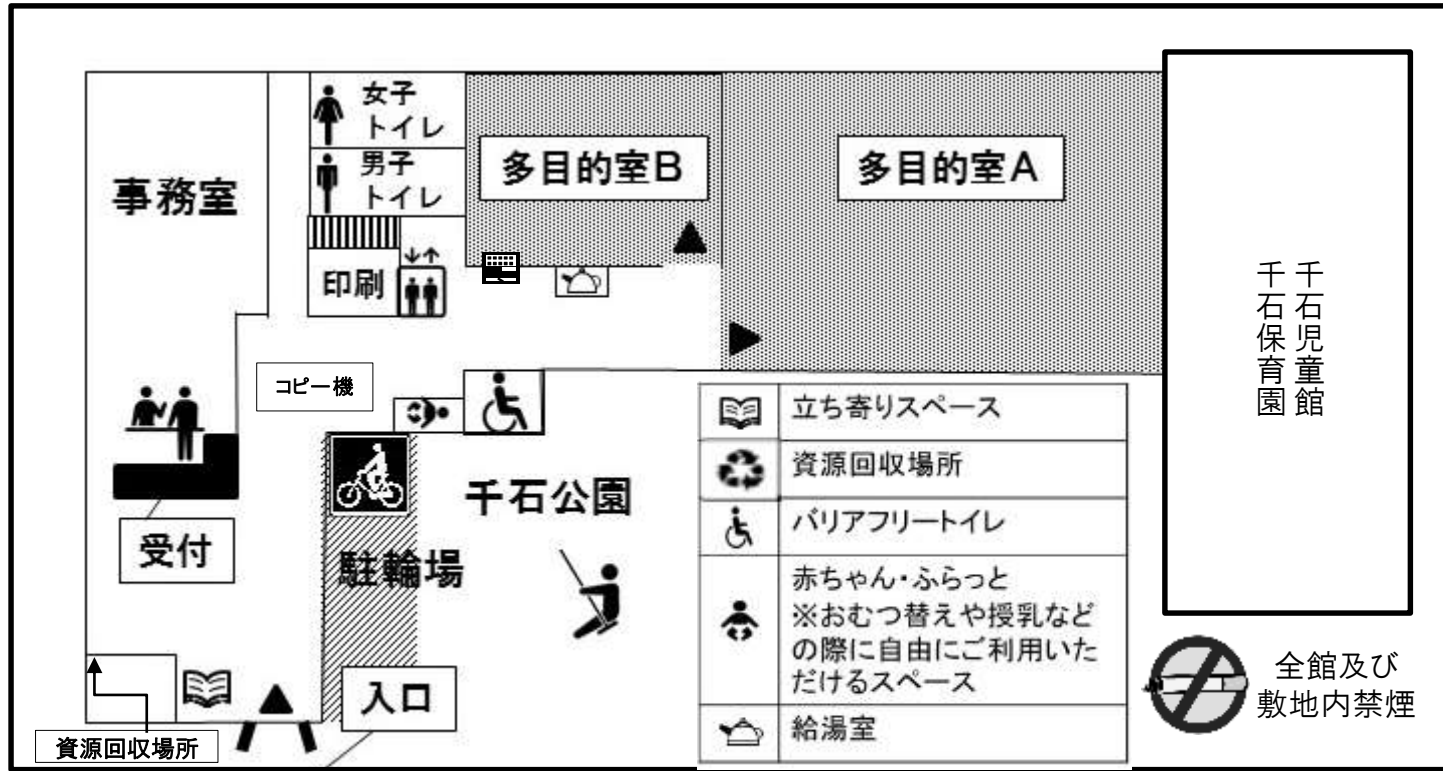 女子
トイレ
男子
トイレ
事務室
多目的室B
多目的室A
印刷
コピー機
受付
千石公園
駐輪場
入口
資源回収場所
立ち寄りスペース
資源回収場所
バリアフリートイレ
赤ちゃん・ふらっと
※おむつ替えや授乳など
の際に自由にご利用いた
だけるスペース
給湯室
千石児童館
千石保育園
全館及び
敷地内禁煙